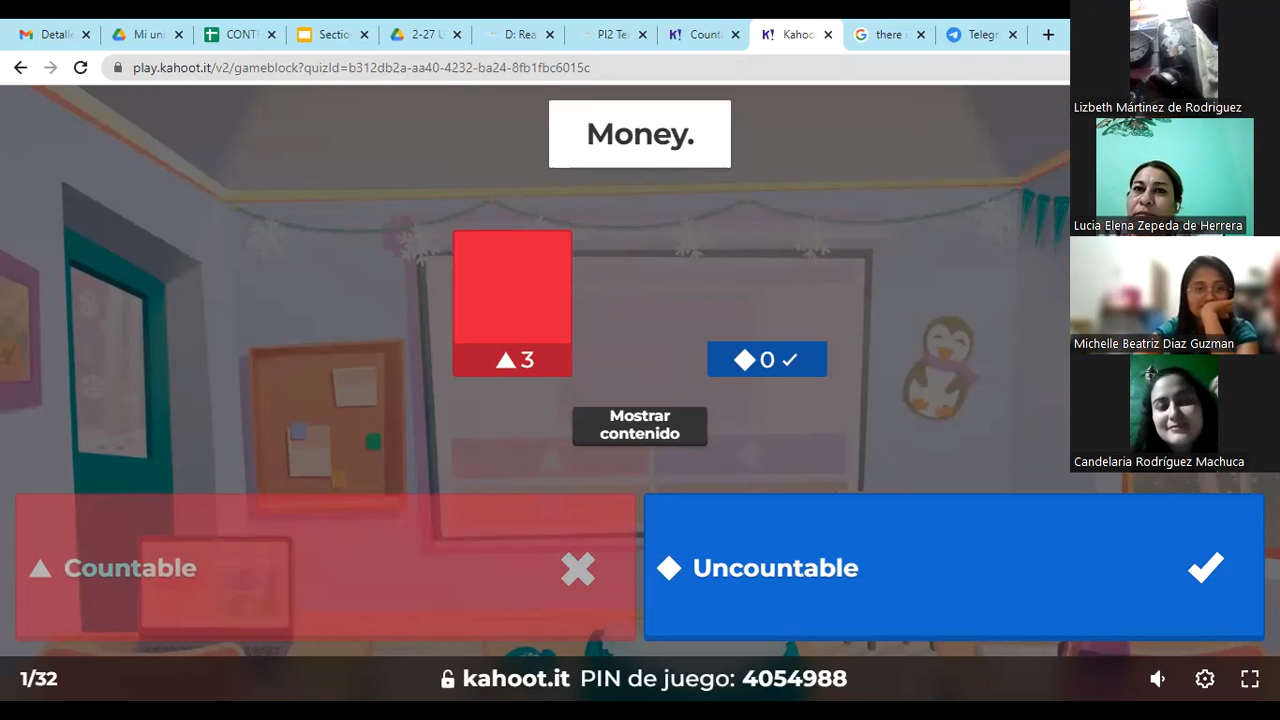 Detalle
Mi uni
CONT
Sectio
2-27 U
D: Rea
PI2 Te
Count
Kahoo
there i
Telegr
play.kahoot.it/v2/gameblock?quizId=b312db2a-aa40-4232-ba24-8fb1fbc6015c
Lizbeth Mártinez de Rodriguez
Money.
Lucia Elena Zepeda de Herrera
3
0
Michelle Beatriz Diaz Guzman
Mostrar
contenido
Candelaria Rodríguez Machuca
Countable
Uncountable
1/32
kahoot.it PIN de juego: 4054988